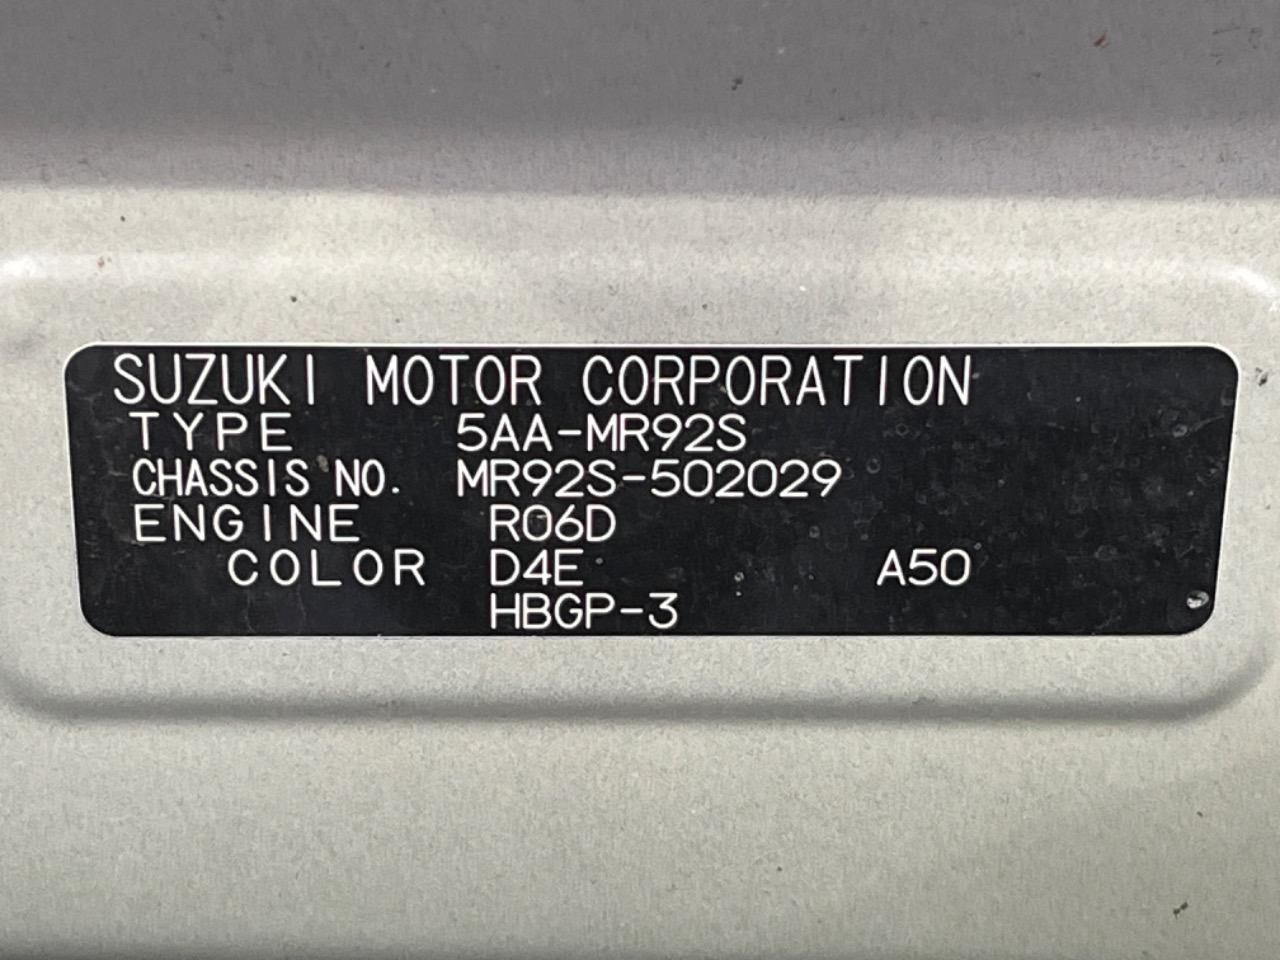 SUZUKI MOTOR CORPORATION
TYPE 5AA-MR92S
CHASSIS NO. MR92S-502029
ENGINE R06D
COLOR D4E A50
HBGP-3